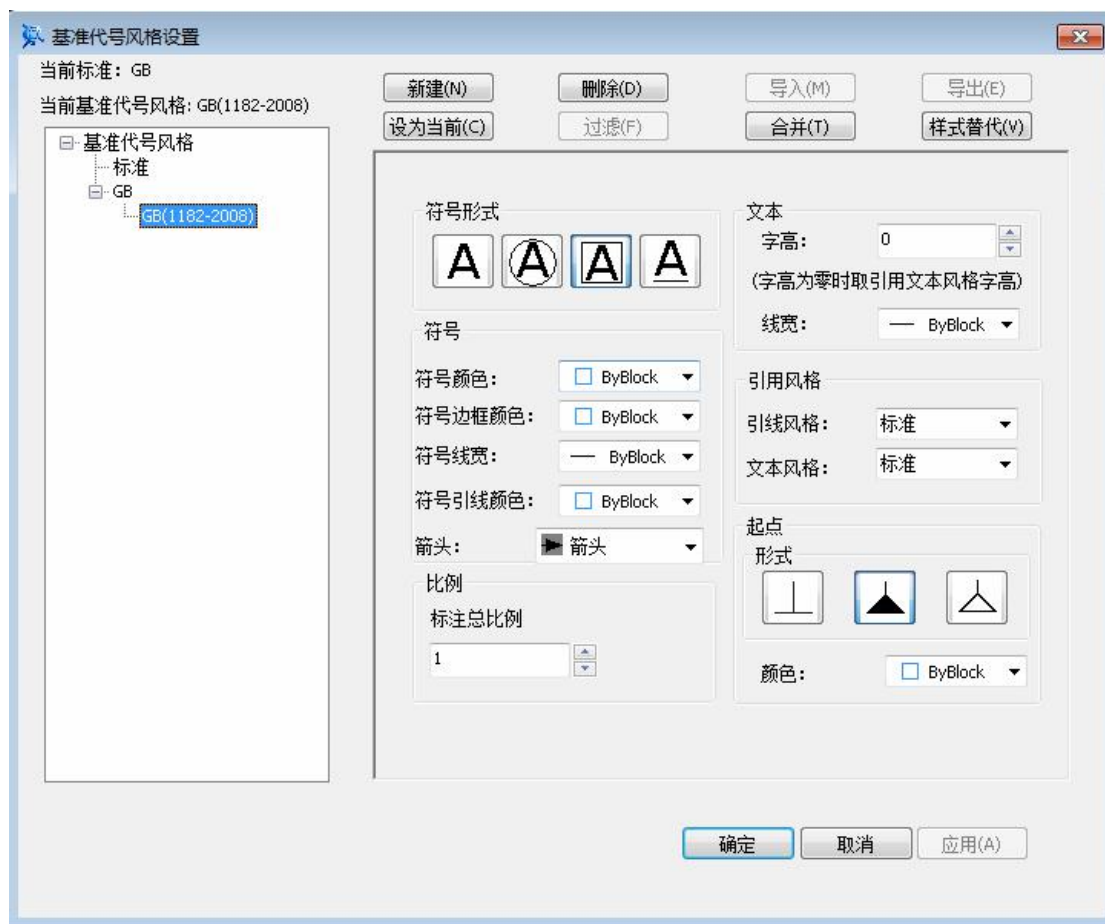 基准代号风格设置
当前标准：GB
当前基准代号风格: GB(1182-2008)
基准代号风格
标准
GB
GB(1182-2008)
新建(N) 删除(D) 导入(M) 导出(E)
设为当前(C) 过滤(F) 合并(T) 样式替代(V)
符号形式
A A A A
符号
符号颜色： ByBlock
符号边框颜色： ByBlock
符号线宽： ByBlock
符号引线颜色： ByBlock
箭头： 箭头
比例
标注总比例
1
文本
字高： 0
(字高为零时取引用文本风格字高)
线宽： ByBlock
引用风格
引线风格： 标准
文本风格： 标准
起点
形式
颜色： ByBlock
确定 取消 应用(A)